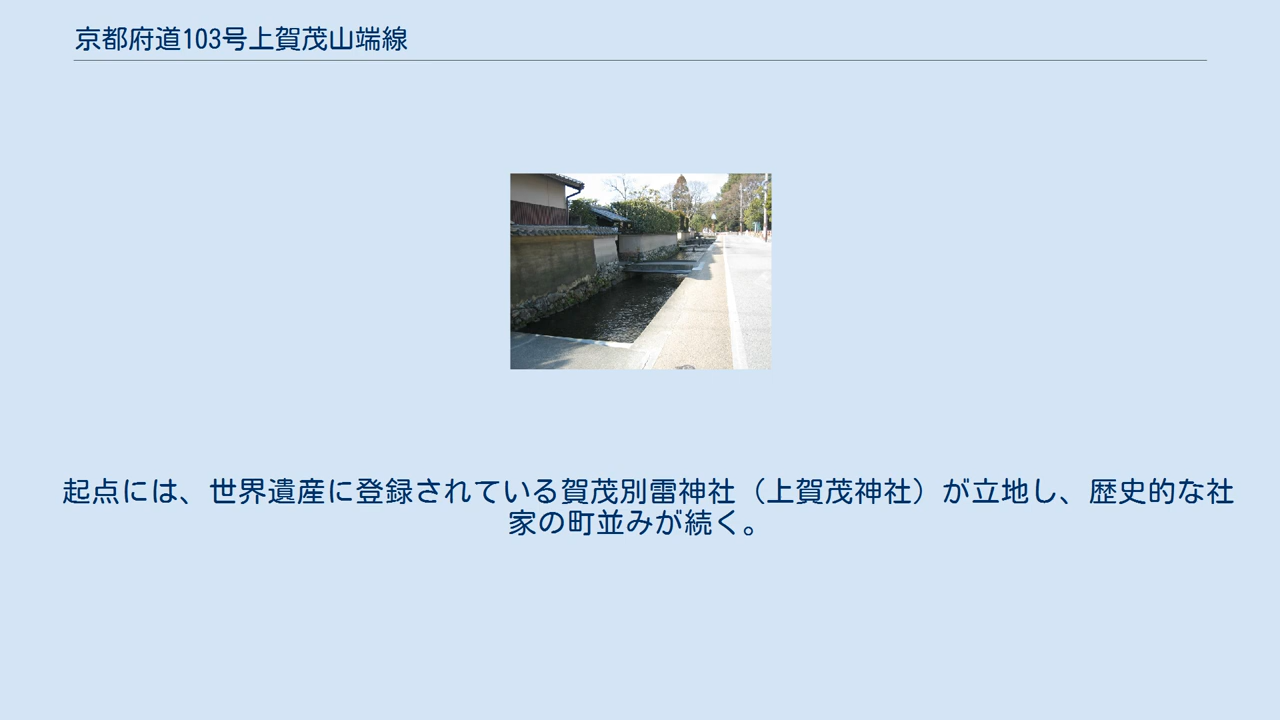 京都府道103号上賀茂山端線
起点には、世界遺産に登録されている賀茂別雷神社（上賀茂神社）が立地し、歴史的な社
家の町並みが続く。